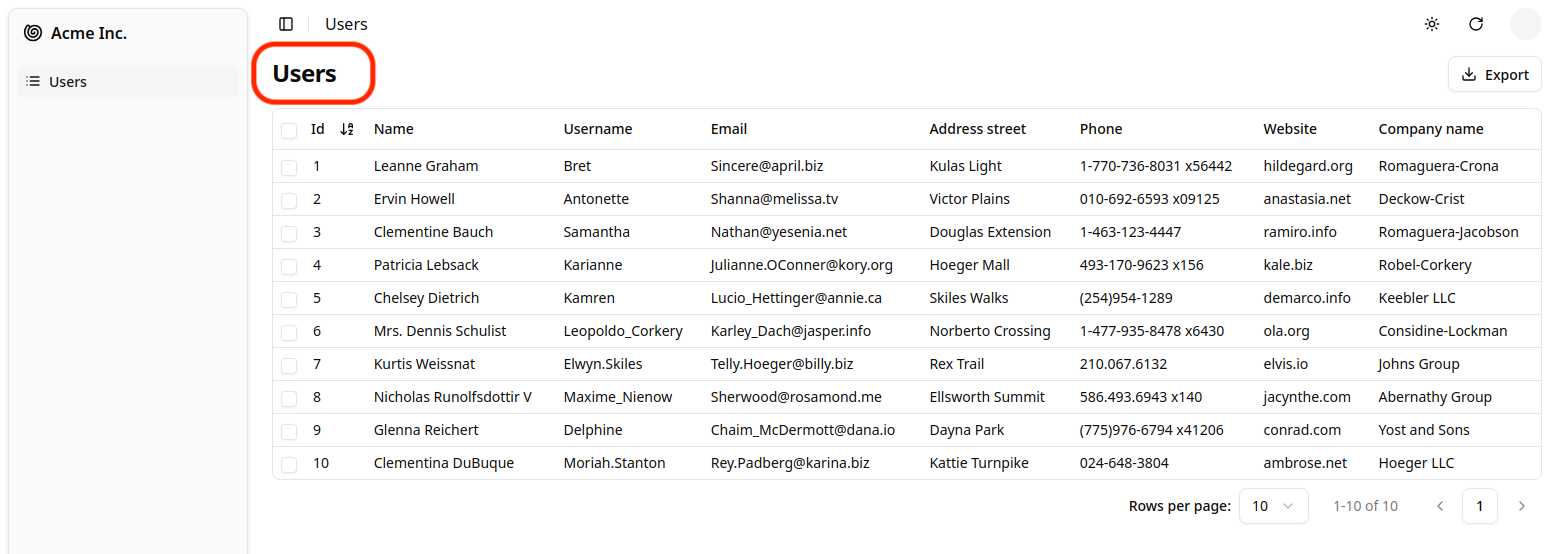 Acme Inc.
Users
Users
Users
Export
Id Name Username Email Address street Phone Website Company name
1 Leanne Graham Bret Sincere@april.biz Kulas Light 1-770-736-8031 x56442 hildegard.org Romaguera-Crona
2 Ervin Howell Antonette Shanna@melissa.tv Victor Plains 010-692-6593 x09125 anastasia.net Deckow-Crist
3 Clementine Bauch Samantha Nathan@yesenia.net Douglas Extension 1-463-123-4447 ramiro.info Romaguera-Jacobson
4 Patricia Lebsack Karianne Julianne.OConner@kory.org Hoeger Mall 493-170-9623 x156 kale.biz Robel-Corkery
5 Chelsey Dietrich Kamren Lucio_Hettinger@annie.ca Skiles Walks (254)954-1289 demarco.info Keebler LLC
6 Mrs. Dennis Schulist Leopoldo_Corkery Karley_Dach@jasper.info Norberto Crossing 1-477-935-8478 x6430 ola.org Considine-Lockman
7 Kurtis Weissnat Elwyn.Skiles Telly.Hoeger@billy.biz Rex Trail 210.067.6132 elvis.io Johns Group
8 Nicholas Runolfsdottir V Maxime_Nienow Sherwood@rosamond.me Ellsworth Summit 586.493.6943 x140 jacynthe.com Abernathy Group
9 Glenna Reichert Delphine Chaim_McDermott@dana.io Dayna Park (775)976-6794 x41206 conrad.com Yost and Sons
10 Clementina DuBuque Moriah.Stanton Rey.Padberg@karina.biz Kattie Turnpike 024-648-3804 ambrose.net Hoeger LLC
Rows per page: 10 1-10 of 10 1